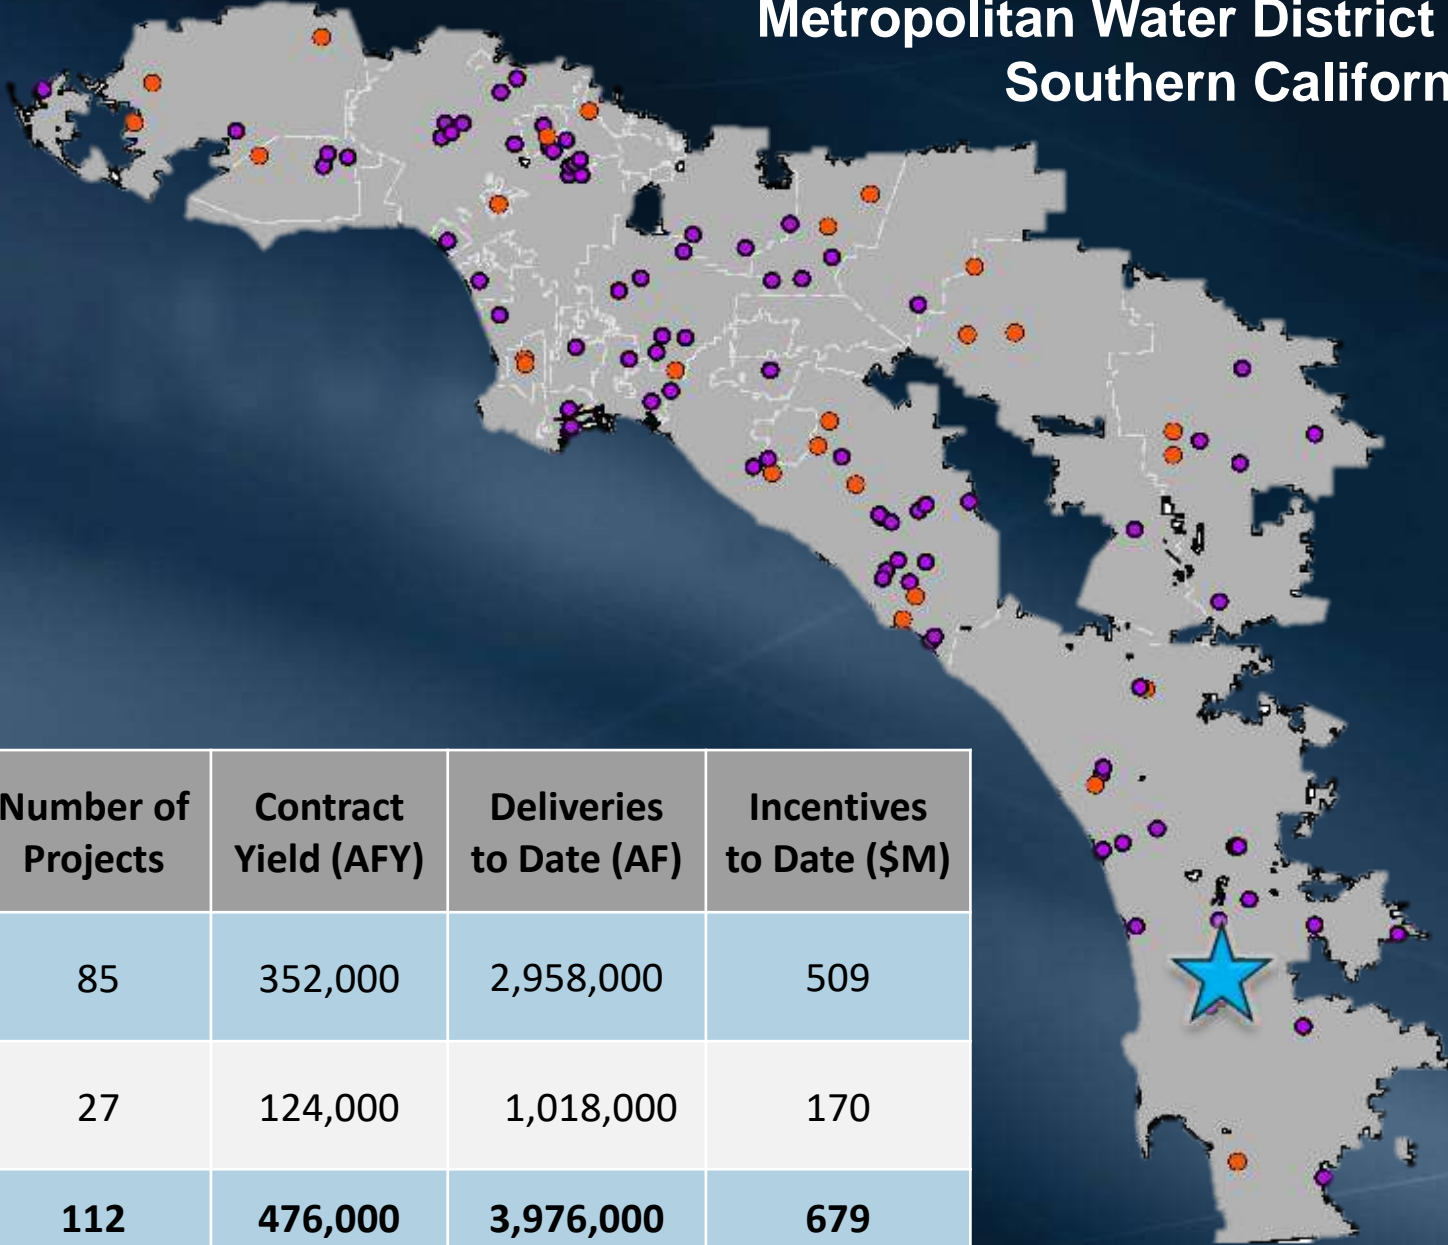 Metropolitan Water District
Southern Californ
Number of Projects Contract Yield (AFY) Deliveries to Date (AF) Incentives to Date ($M)
85 352,000 2,958,000 509
27 124,000 1,018,000 170
112 476,000 3,976,000 679